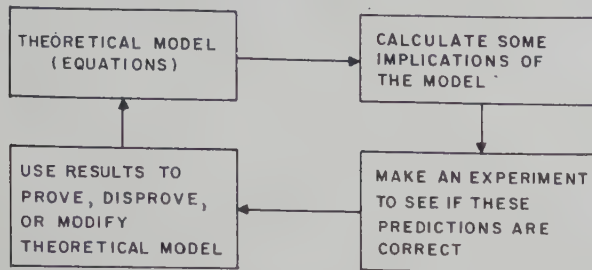 THEORETICAL MODEL
(EQUATIONS)
CALCULATE SOME
IMPLICATIONS OF
THE MODEL
MAKE AN EXPERIMENT
TO SEE IF THESE
PREDICTIONS ARE
CORRECT
USE RESULTS TO
PROVE, DISPROVE,
OR MODIFY
THEORETICAL MODEL